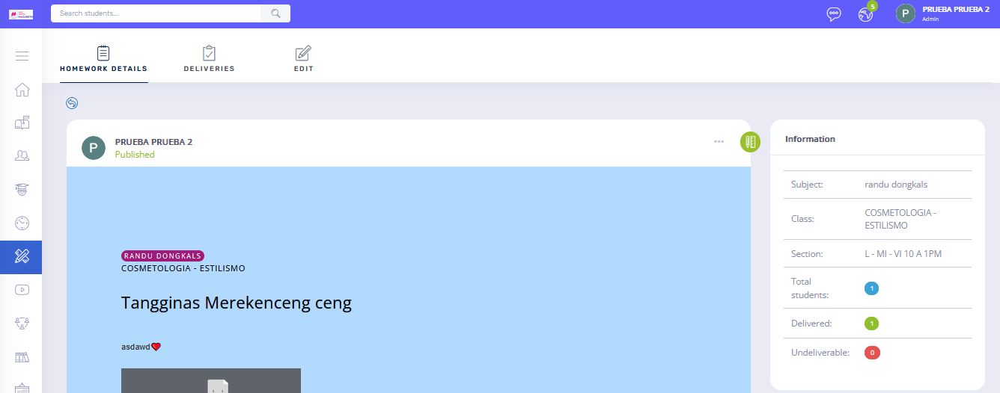 Search students...
5
P
PRUEBA PRUEBA 2
Admin
HOMEWORK DETAILS
DELIVERIES
EDIT
P
PRUEBA PRUEBA 2
Published
RANDU DONGKALS
COSMETOLOGIA - ESTILISMO
Tangginas Merekenceng ceng
asdawd
Information
Subject: randu dongkals
Class: COSMETOLOGIA -
ESTILISMO
Section: L - MI - VI 10 A 1PM
Total
students: 1
Delivered: 1
Undeliverable: 0